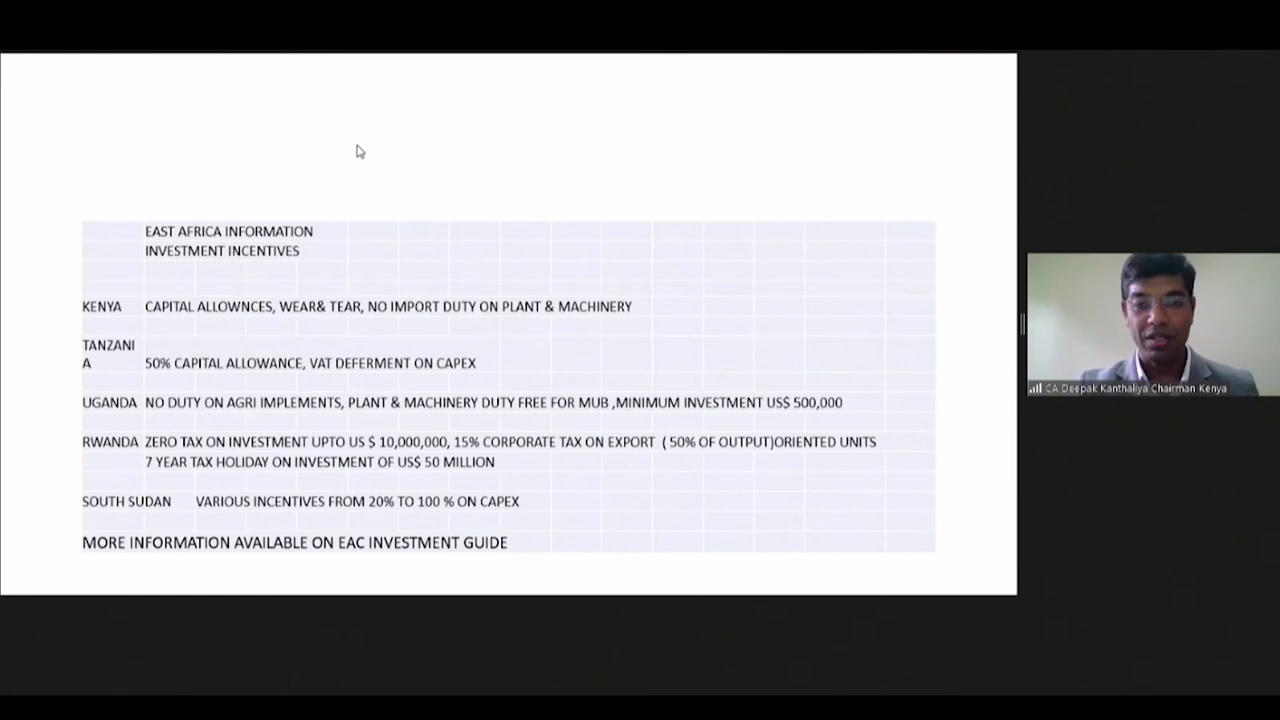 EAST AFRICA INFORMATION
INVESTMENT INCENTIVES
KENYA CAPITAL ALLOWNCES, WEAR& TEAR, NO IMPORT DUTY ON PLANT & MACHINERY
TANZANI
A 50% CAPITAL ALLOWANCE, VAT DEFERMENT ON CAPEX
UGANDA NO DUTY ON AGRI IMPLEMENTS, PLANT & MACHINERY DUTY FREE FOR MUB ,MINIMUM INVESTMENT US$ 500,000
RWANDA ZERO TAX ON INVESTMENT UPTO US $ 10,000,000, 15% CORPORATE TAX ON EXPORT ( 50% OF OUTPUT)ORIENTED UNITS
7 YEAR TAX HOLIDAY ON INVESTMENT OF US$ 50 MILLION
SOUTH SUDAN VARIOUS INCENTIVES FROM 20% TO 100 % ON CAPEX
MORE INFORMATION AVAILABLE ON EAC INVESTMENT GUIDE
CA Deepak Kanthaliya Chairman Kenya